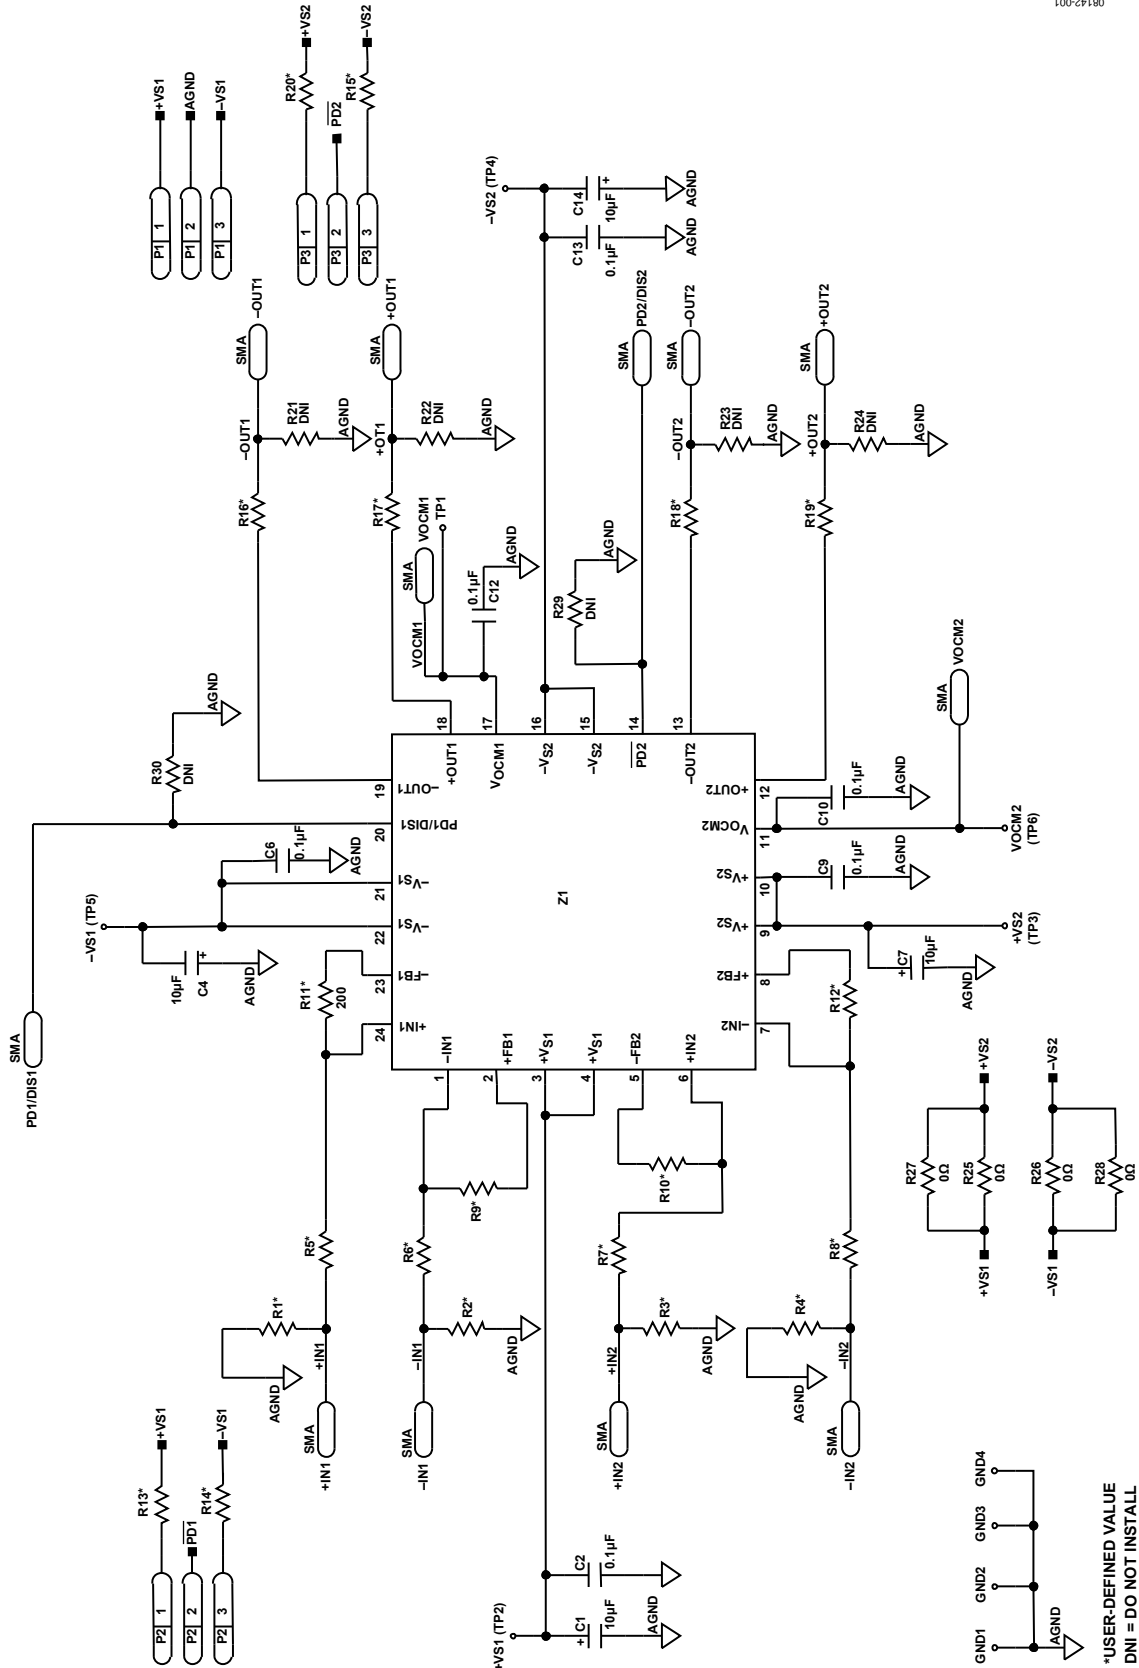 08142-001
+VS2
–VS2
R20*
R15*
PD2
+VS1
AGND
–VS1
P1 1
P1 2
P1 3
P3 1
P3 2
P3 3
–VS2 (TP4)
C14
10µF
+
AGND
C13
0.1µF
AGND
–OUT1
SMA
–OUT1
R21
DNI
AGND
R16*
+OUT1
SMA
+OT1
R22
DNI
AGND
R17*
PD2/DIS2
SMA
–OUT2
SMA
–OUT2
R23
DNI
AGND
R18*
+OUT2
SMA
+OUT2
R24
DNI
AGND
R19*
VOCM1
SMA
TP1
VOCM1
0.1µF
C12
AGND
R29
DNI
AGND
R30
DNI
AGND
VOCM2
SMA
18
17
16
15
14
13
+OUT1
VOCM1
–VS2
–VS2
PD2
–OUT2
19
–OUT1
20
PD1/DIS1
21
–VS1
22
–VS1
23
–FB1
24
+IN1
12
+OUT2
11
VOCM2
10
+VS2
9
+VS2
8
+FB2
7
–IN2
Z1
–IN1
+FB1
+VS1
+VS1
–FB2
+IN2
1
2
3
4
5
6
C6
0.1µF
AGND
–VS1 (TP5)
10µF
C4
+
AGND
R11*
200
SMA
PD1/DIS1
C10
0.1µF
AGND
VOCM2
(TP6)
C9
0.1µF
AGND
+VS2
(TP3)
+
C7
10µF
AGND
R12*
R9*
R10*
R5*
R6*
R7*
R8*
R1*
AGND
+IN1
SMA
+IN1
R2*
AGND
–IN1
SMA
–IN1
R3*
AGND
+IN2
SMA
+IN2
R4*
AGND
–IN2
SMA
–IN2
+VS2
R27
0Ω
R25
0Ω
+VS1
–VS2
R26
0Ω
R28
0Ω
–VS1
+VS1
R13*
–VS1
R14*
PD1
P2 1
P2 2
P2 3
C2
0.1µF
+
C1
10µF
AGND
+VS1 (TP2)
GND4
GND3
GND2
GND1
AGND
*USER-DEFINED VALUE
DNI = DO NOT INSTALL